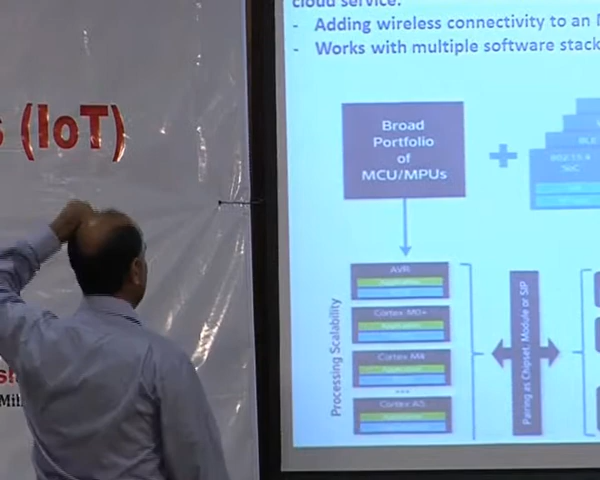 cloud service.
- Adding wireless connectivity to an
- Works with multiple software stack
(IoT)
Broad
Portfolio
of
MCU/MPUs
+
BLE
802.15.4
SoC
AVR
Cortex M0+
Cortex M4
...
Cortex A5
Processing Scalability
Pairing as Chipset, Module or SIP